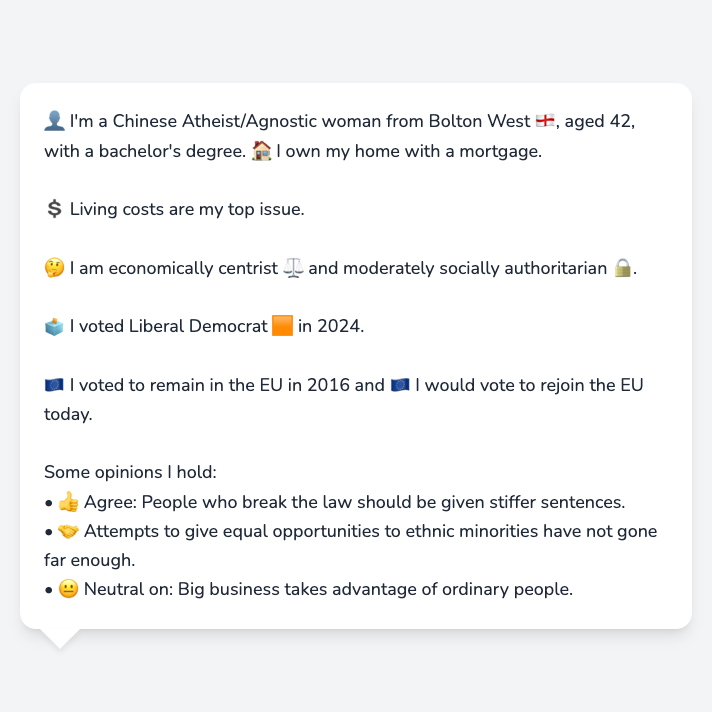 👤 I'm a Chinese Atheist/Agnostic woman from Bolton West 🏴󠁧󠁢󠁥󠁮󠁧󠁿, aged 42,
with a bachelor's degree. 🏠 I own my home with a mortgage.
💲 Living costs are my top issue.
🤔 I am economically centrist ⚖️ and moderately socially authoritarian 🔒.
🗳️ I voted Liberal Democrat 🟧 in 2024.
🇪🇺 I voted to remain in the EU in 2016 and 🇪🇺 I would vote to rejoin the EU
today.
Some opinions I hold:
• 👍 Agree: People who break the law should be given stiffer sentences.
• 🤝 Attempts to give equal opportunities to ethnic minorities have not gone
far enough.
• 😐 Neutral on: Big business takes advantage of ordinary people.